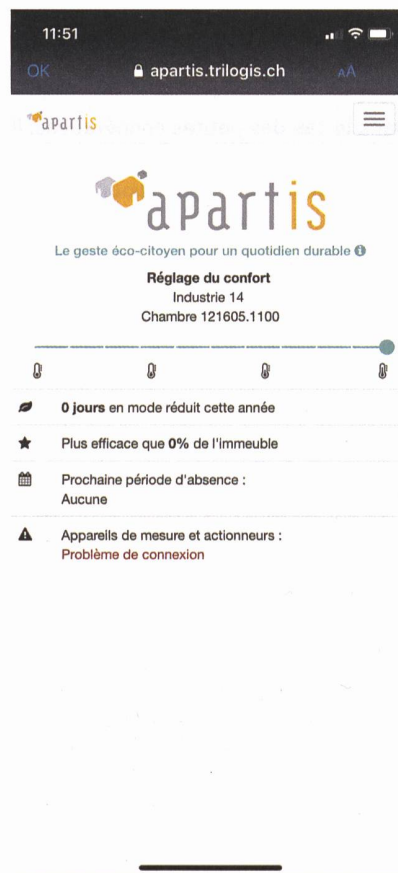 11:51
OK
apartis.trilogis.ch
AA
apartis
apartis
Le geste éco-citoyen pour un quotidien durable
Réglage du confort
Industrie 14
Chambre 121605.1100
0 jours en mode réduit cette année
Plus efficace que 0% de l'immeuble
Prochaine période d'absence :
Aucune
Appareils de mesure et actionneurs :
Problème de connexion